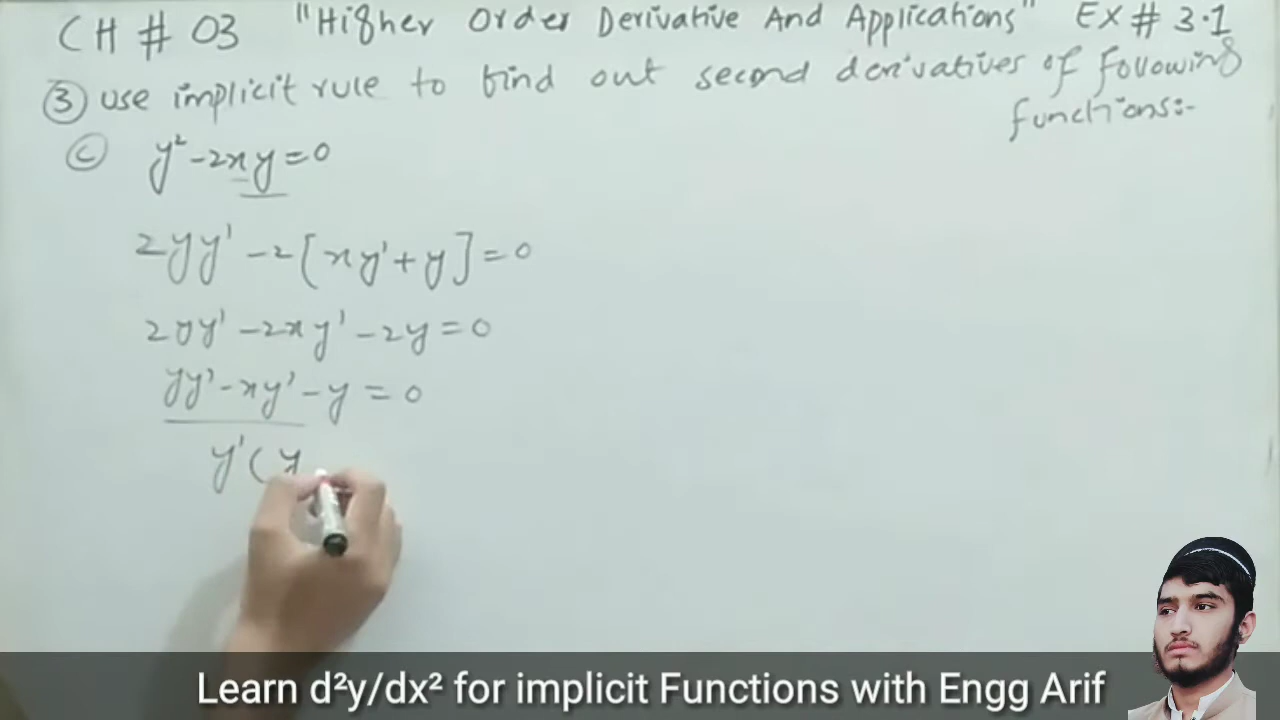 CH # 03 "Higher Order Derivative And Applications" EX # 3.1
③ Use implicit rule to find out second derivatives of following
functions:-
Ⓒ y² - 2xy = 0
2yy' - 2[xy' + y] = 0
2yy' - 2xy' - 2y = 0
yy' - xy' - y = 0
y'(y
Learn d²y/dx² for implicit Functions with Engg Arif